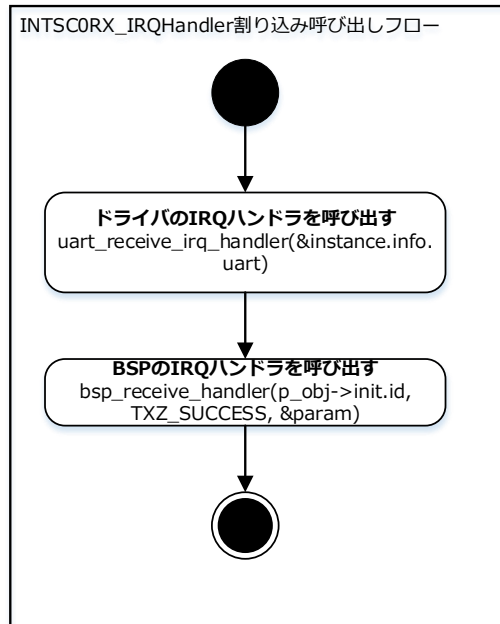 INTSC0RX_IRQHandler割り込み呼び出しフロー
ドライバのIRQハンドラを呼び出す
uart_receive_irq_handler(&instance.info.
uart)
BSPのIRQハンドラを呼び出す
bsp_receive_handler(p_obj->init.id,
TXZ_SUCCESS, &param)